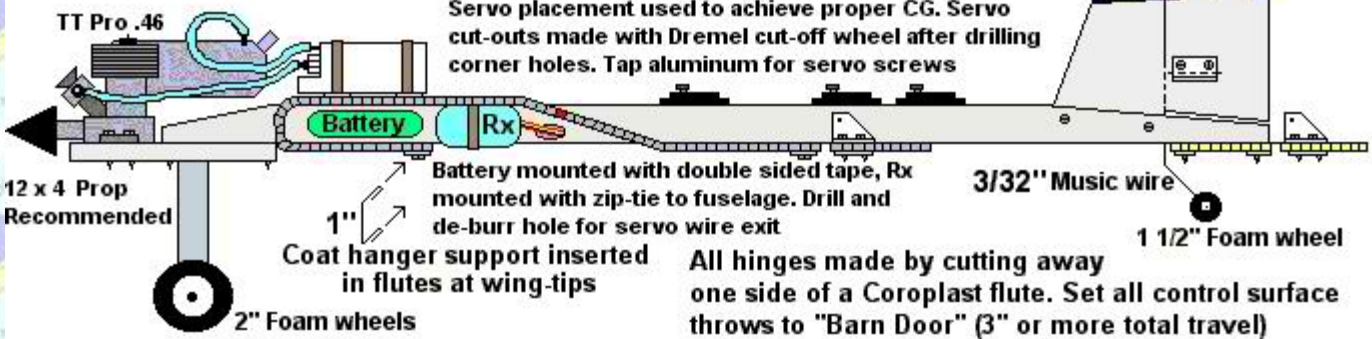 TT Pro .46
Servo placement used to achieve proper CG. Servo
cut-outs made with Dremel cut-off wheel after drilling
corner holes. Tap aluminum for servo screws
Battery
Rx
12 x 4 Prop
Recommended
1"
Battery mounted with double sided tape, Rx
mounted with zip-tie to fuselage. Drill and
de-burr hole for servo wire exit
3/32" Music wire
1 1/2" Foam wheel
Coat hanger support inserted
in flutes at wing-tips
2" Foam wheels
All hinges made by cutting away
one side of a Coroplast flute. Set all control surface
throws to "Barn Door" (3" or more total travel)